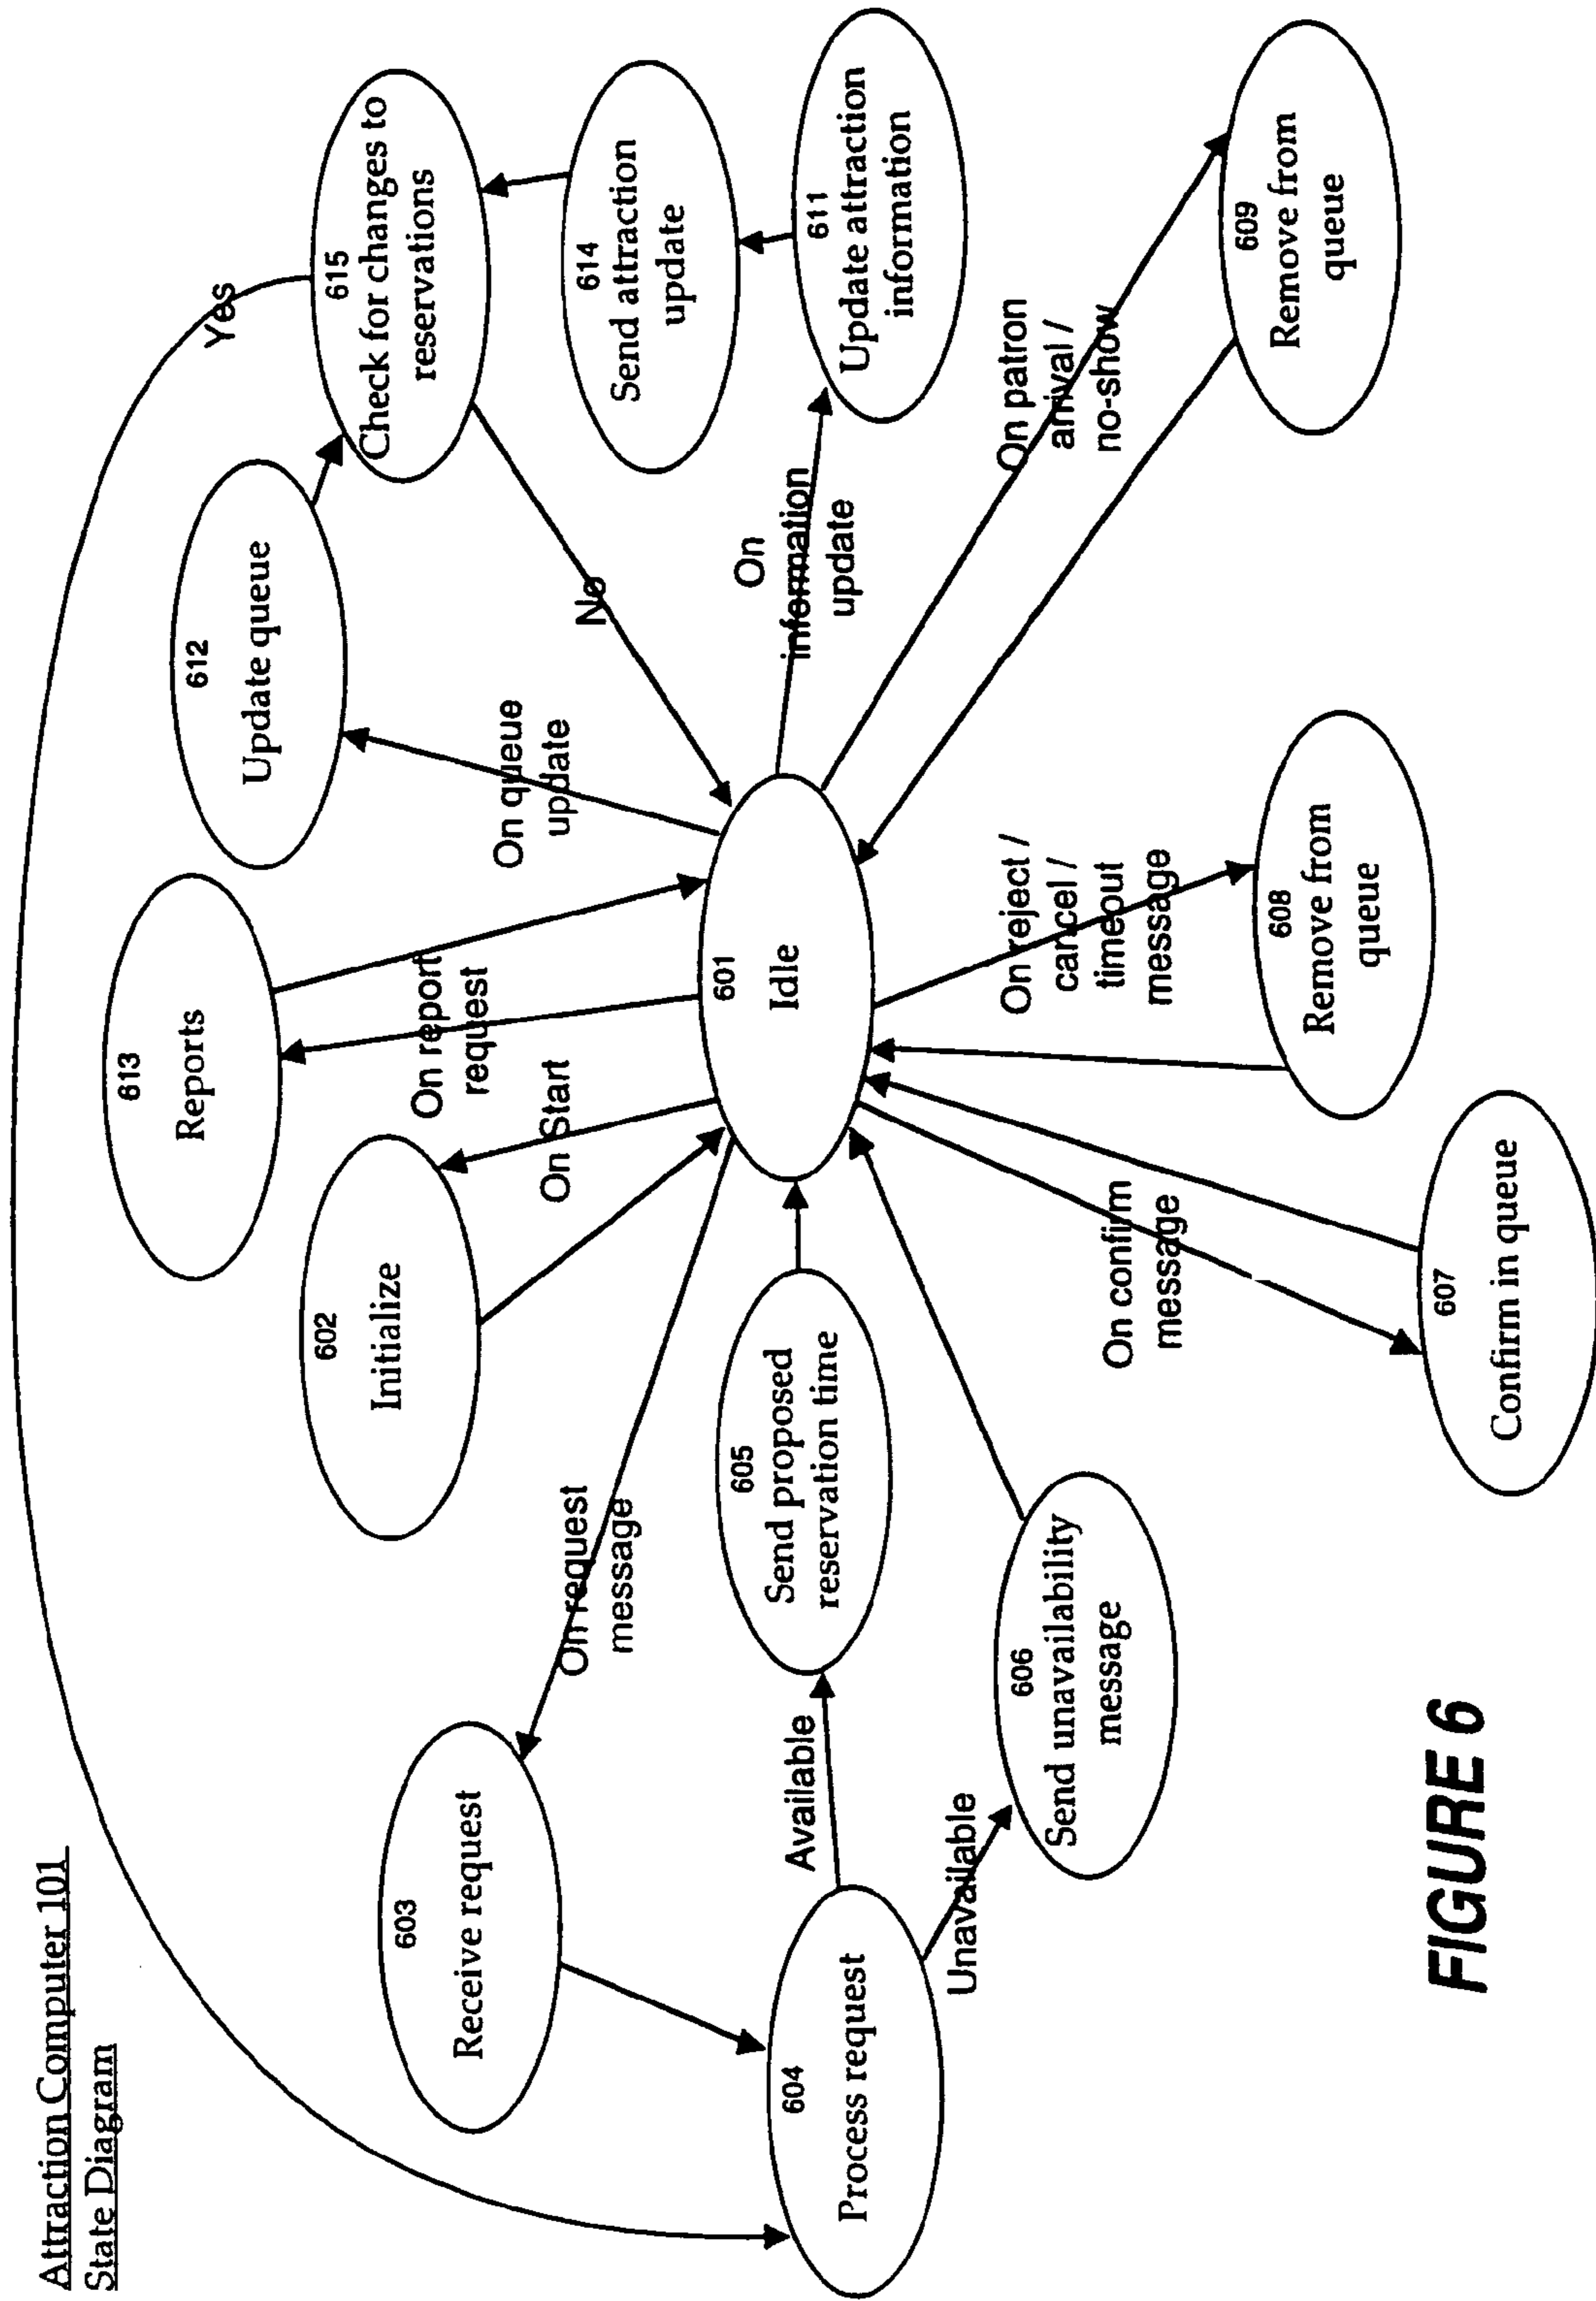 Attraction Computer 101
State Diagram
Yes
613
Reports
612
Update queue
615
Check for changes to
reservations
602
Initialize
603
Receive request
On report
request
On queue
update
No
614
Send attraction
update
On Start
On request
message
601
Idle
On
information
update
611
Update attraction
information
604
Process request
Available
605
Send proposed
reservation time
Unavailable
606
Send unavailability
message
On confirm
message
On reject /
cancel /
timeout
message
On patron
arrival /
no-show
609
Remove from
queue
608
Remove from
queue
607
Confirm in queue
FIGURE 6